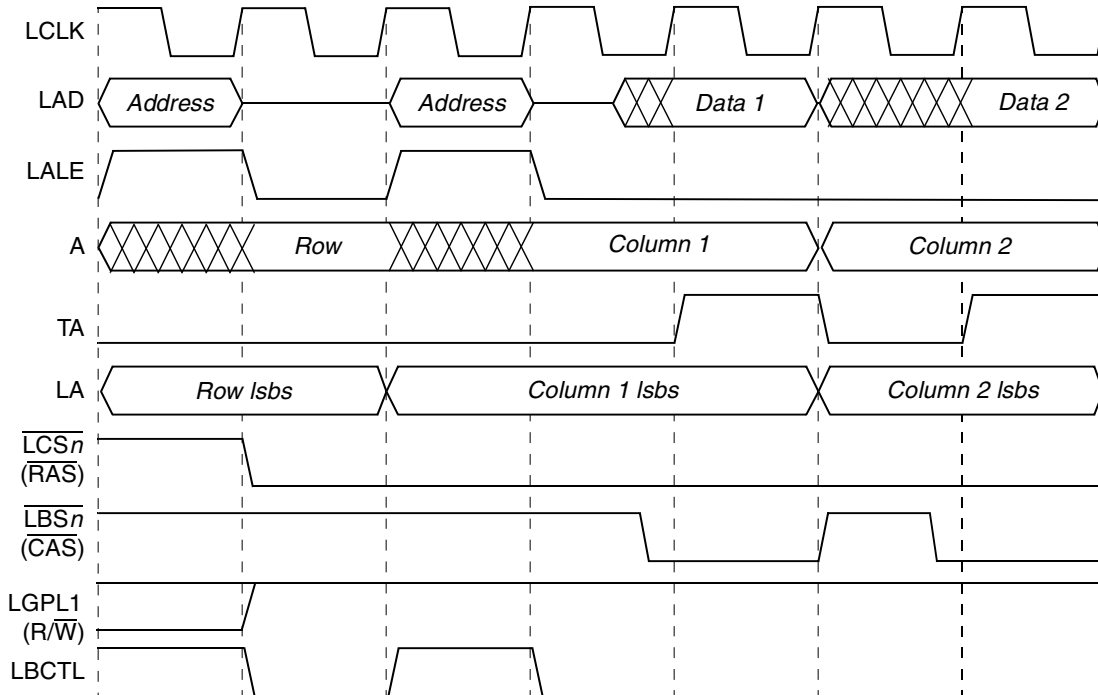 LCLK
LAD Address Address Data 1 Data 2
LALE
A Row Column 1 Column 2
TA
LA Row lsbs Column 1 lsbs Column 2 lsbs
LCSn
(RAS)
LBSn
(CAS)
LGPL1
(R/W)
LBCTL